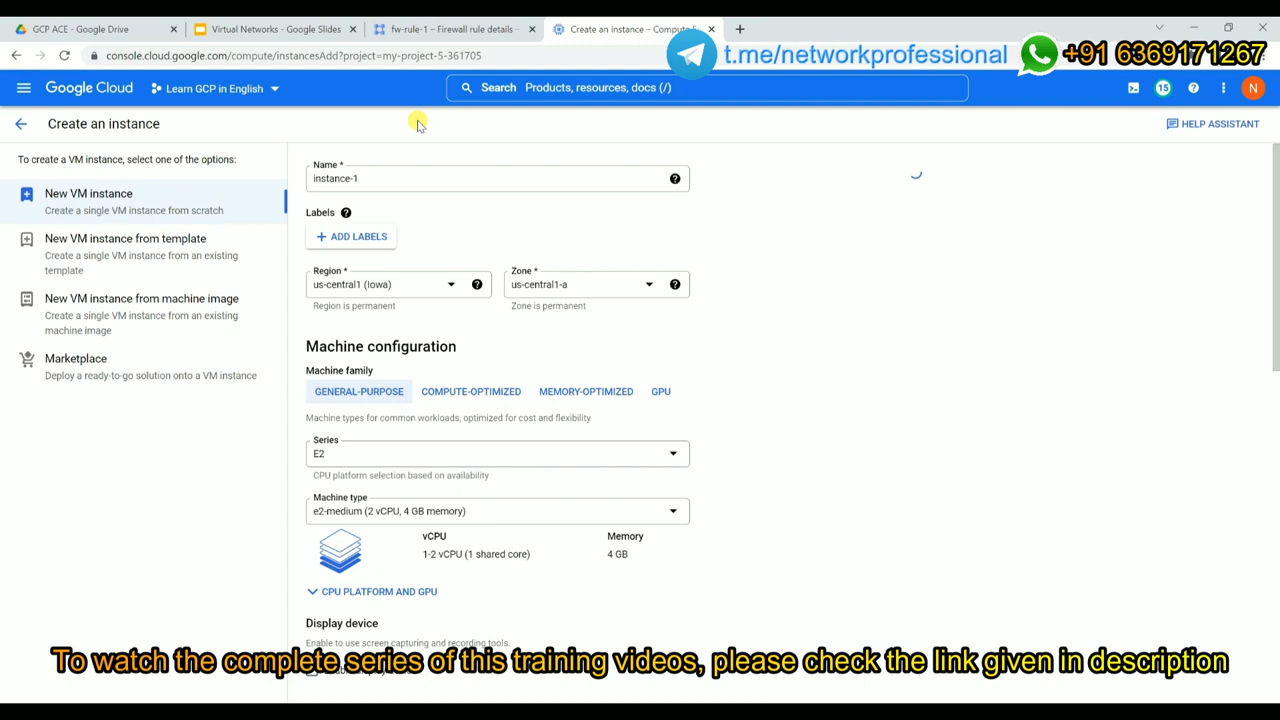 GCP ACE - Google Drive
Virtual Networks - Google Slides
fw-rule-1 – Firewall rule details –
Create an instance – Compute E
console.cloud.google.com/compute/instancesAdd?project=my-project-5-361705
t.me/networkprofessional
+91 6369171267
Google Cloud
Learn GCP in English
Search Products, resources, docs (/)
15
N
Create an instance
HELP ASSISTANT
To create a VM instance, select one of the options:
New VM instance
Create a single VM instance from scratch
New VM instance from template
Create a single VM instance from an existing
template
New VM instance from machine image
Create a single VM instance from an existing
machine image
Marketplace
Deploy a ready-to-go solution onto a VM instance
Name *
instance-1
Labels
ADD LABELS
Region *
us-central1 (Iowa)
Region is permanent
Zone *
us-central1-a
Zone is permanent
Machine configuration
Machine family
GENERAL-PURPOSE
COMPUTE-OPTIMIZED
MEMORY-OPTIMIZED
GPU
Machine types for common workloads, optimized for cost and flexibility
Series
E2
CPU platform selection based on availability
Machine type
e2-medium (2 vCPU, 4 GB memory)
vCPU
1-2 vCPU (1 shared core)
Memory
4 GB
CPU PLATFORM AND GPU
Display device
Enable to use screen capturing and recording tools.
To watch the complete series of this training videos, please check the link given in description